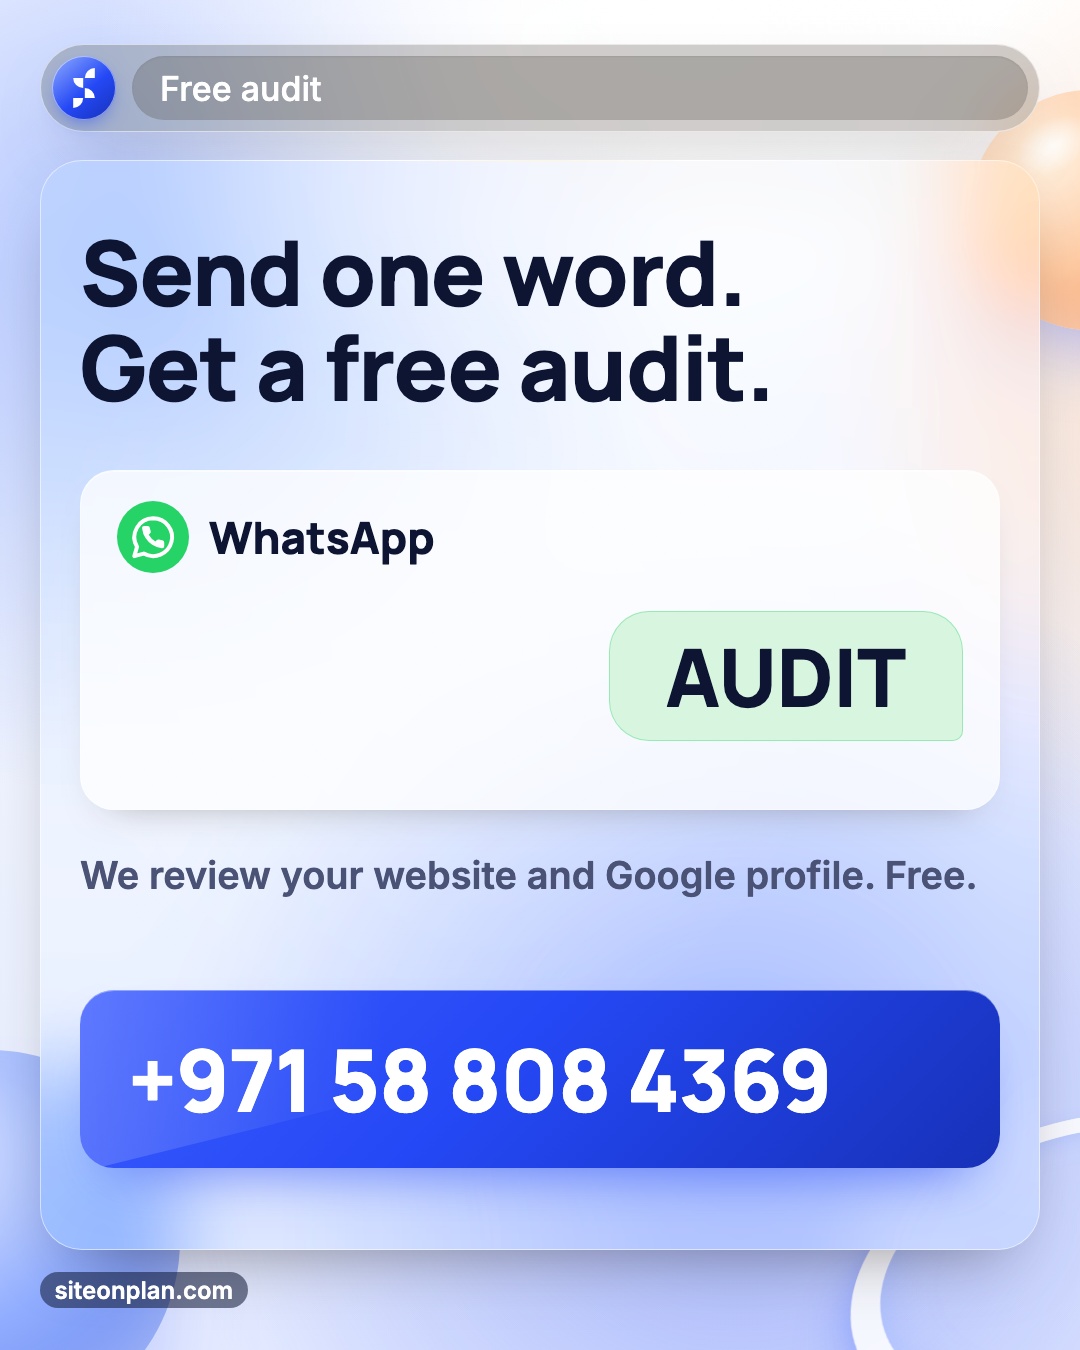 Free audit
Send one word.
Get a free audit.
WhatsApp
AUDIT
We review your website and Google profile. Free.
+971 58 808 4369
siteonplan.com